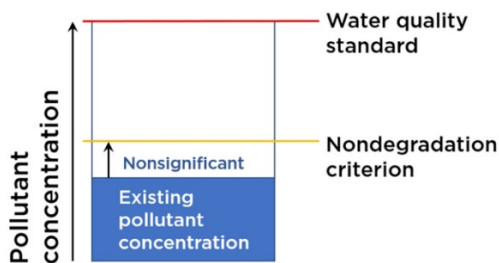 Pollutant
concentration
Water quality
standard
Nondegradation
criterion
Nonsignificant
Existing
pollutant
concentration